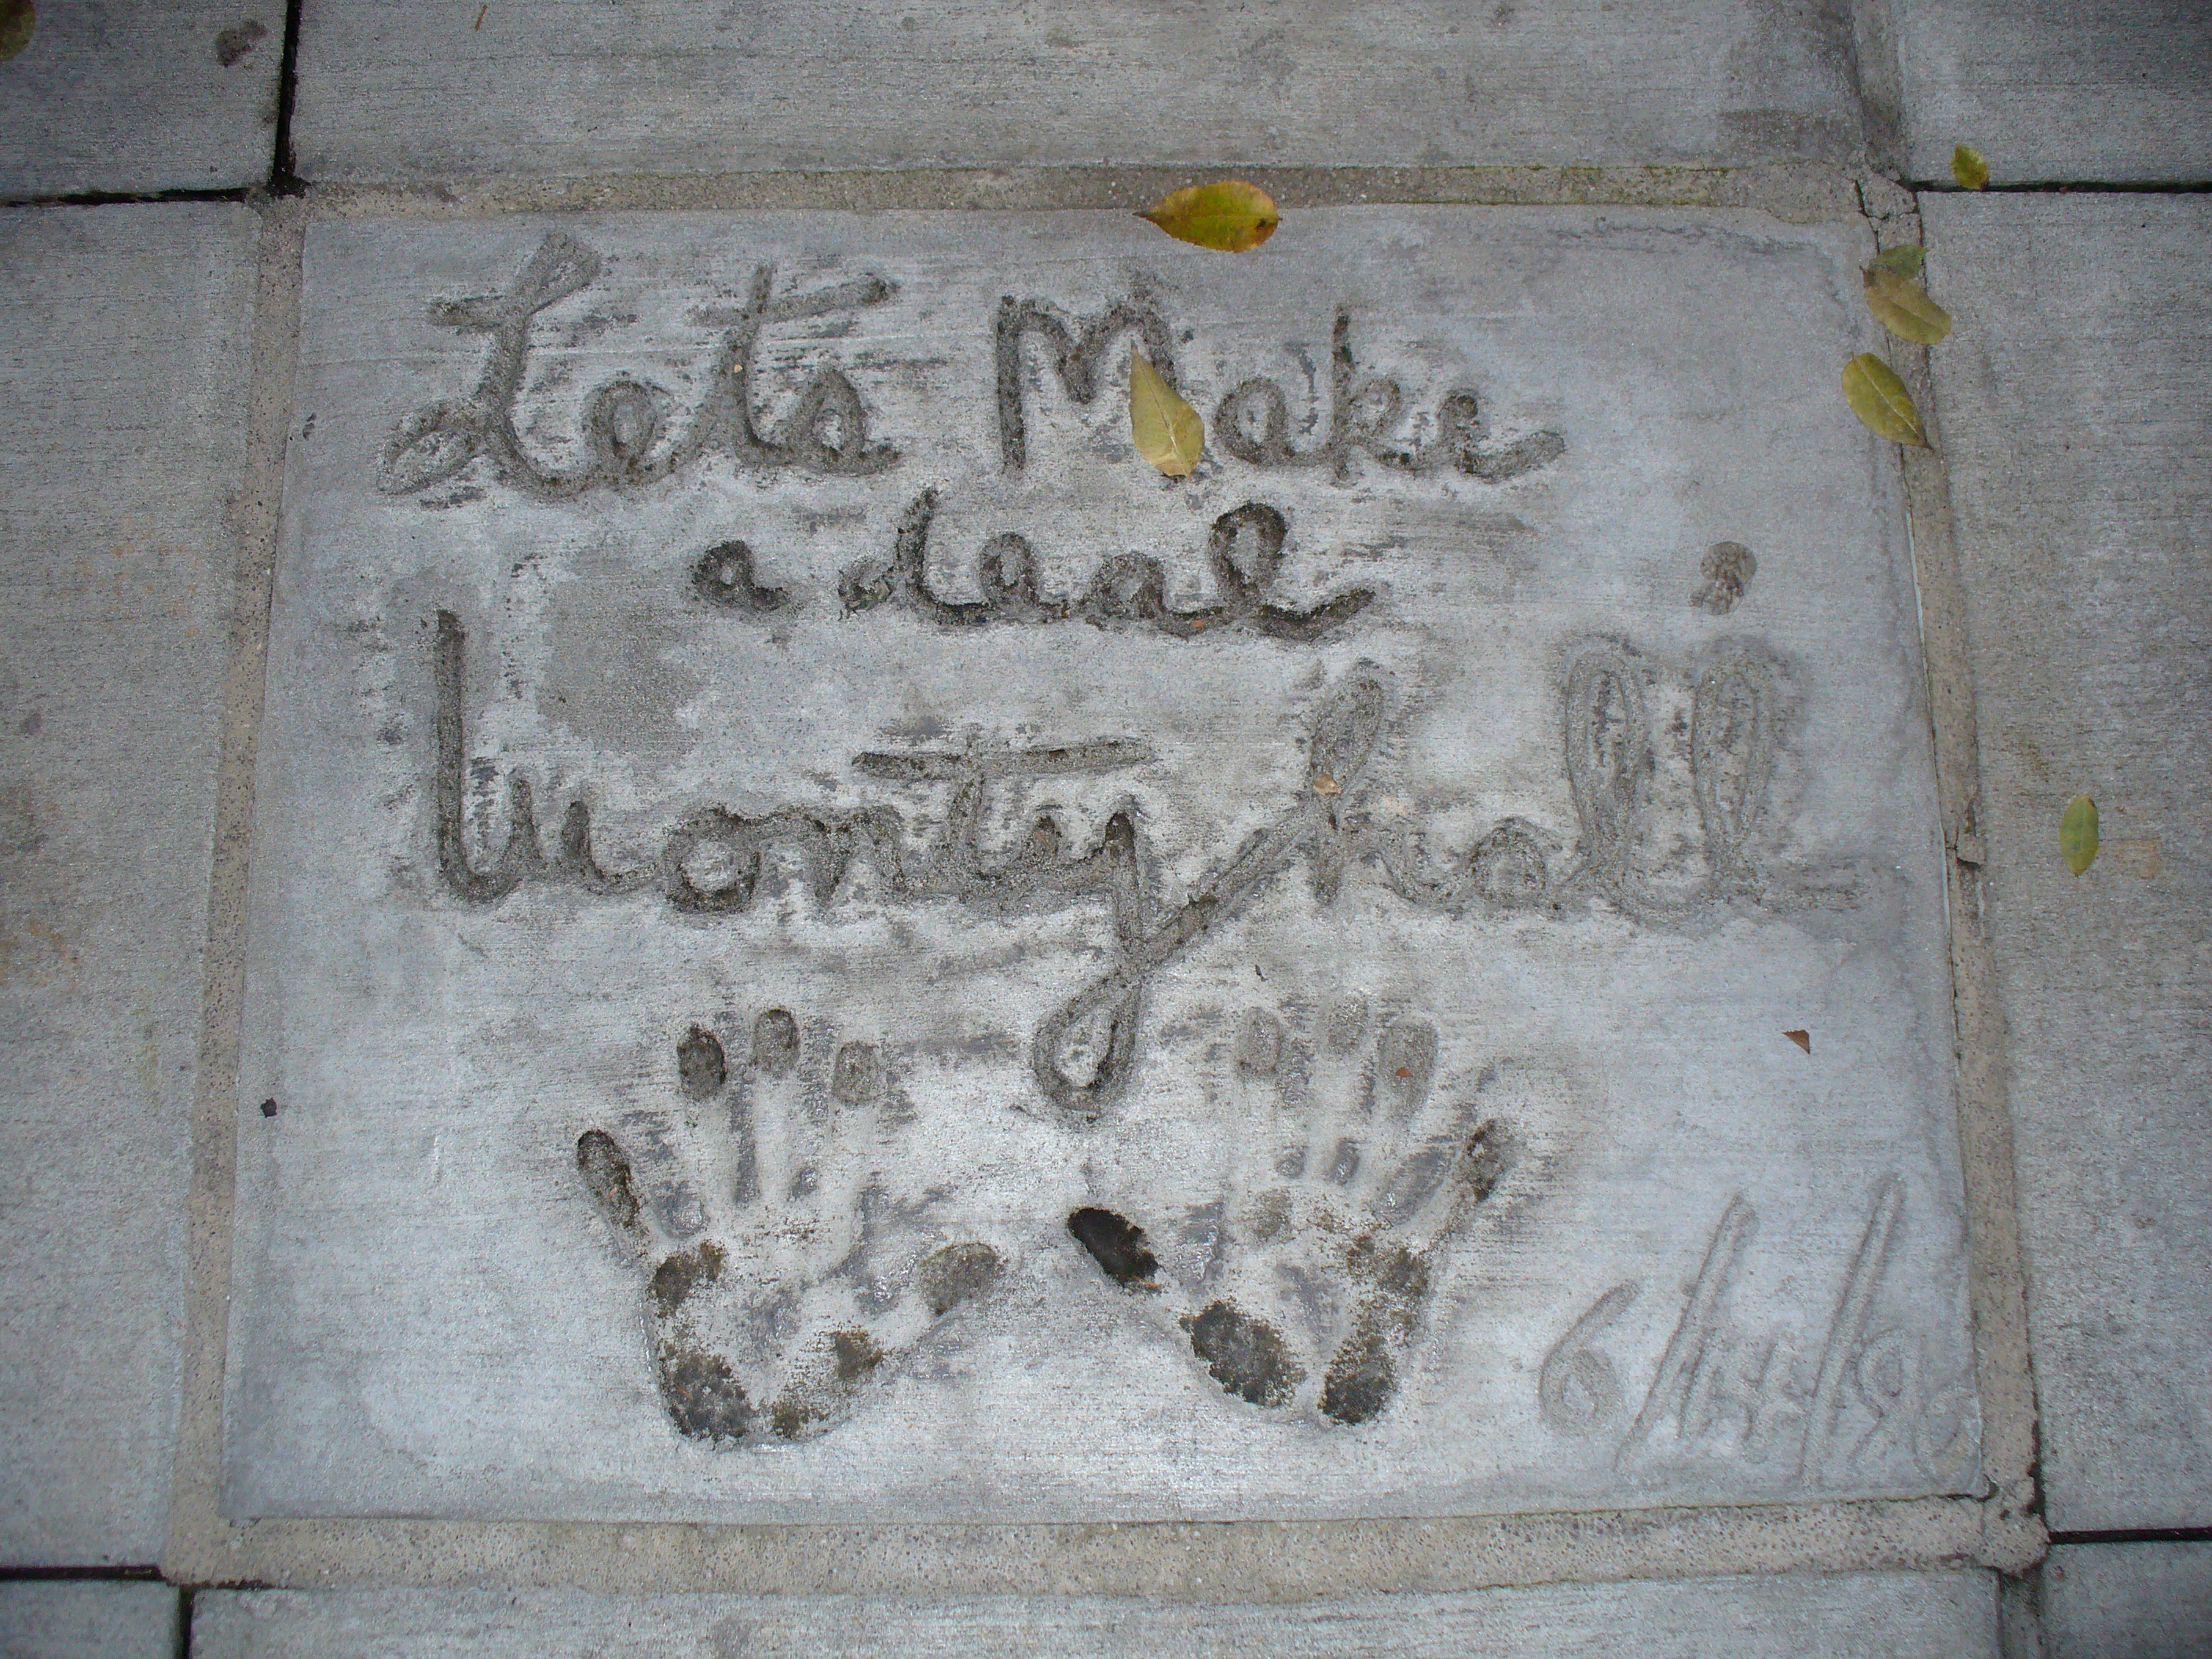 Lets Make
a deal
Monty hall